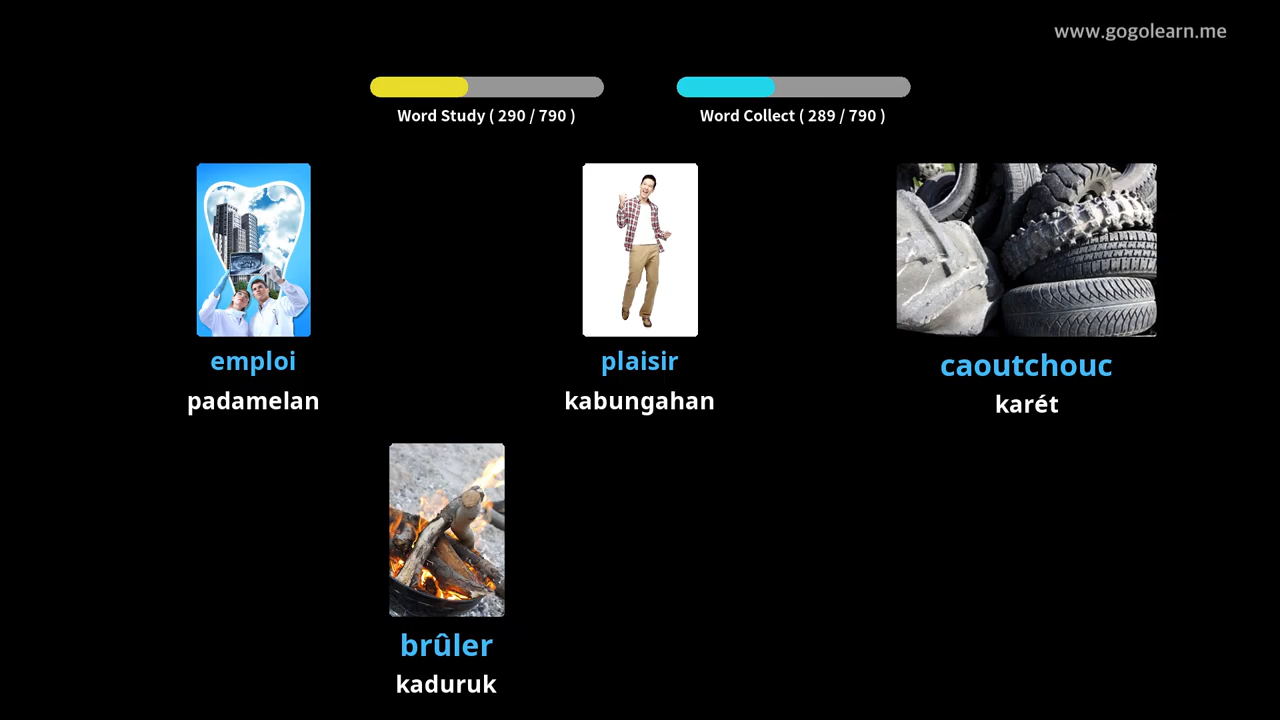 www.gogolearn.me
Word Study ( 290 / 790 )
Word Collect ( 289 / 790 )
emploi
padamelan
plaisir
kabungahan
caoutchouc
karét
brûler
kaduruk